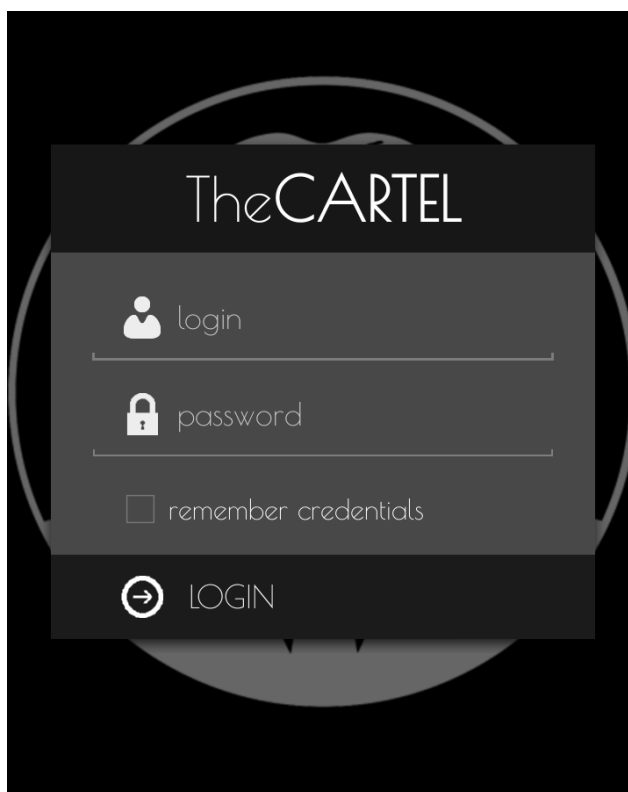 TheCARTEL
login
password
remember credentials
LOGIN